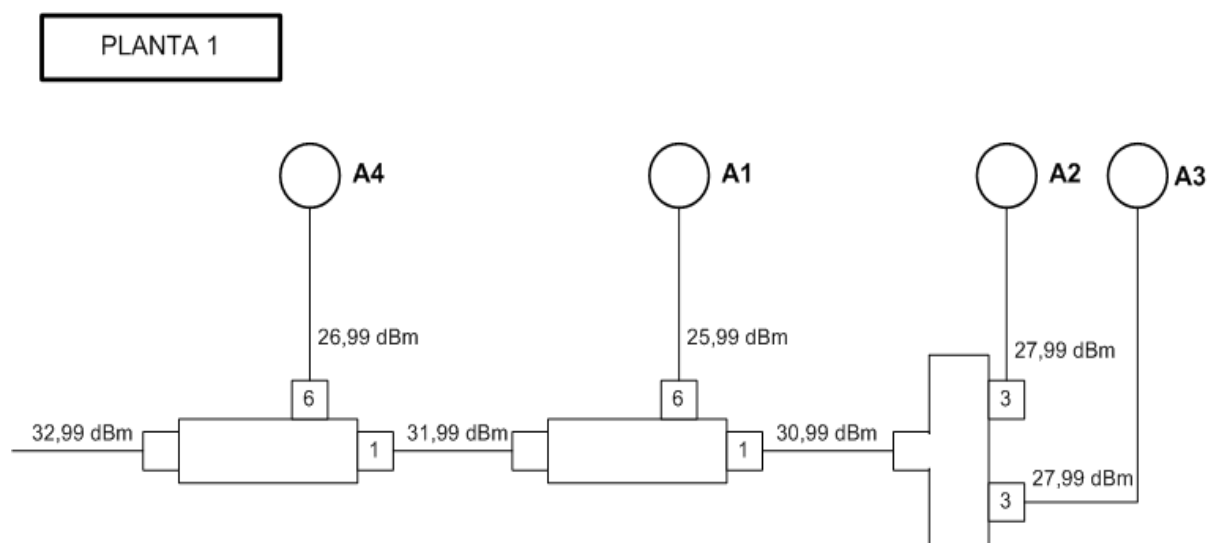 PLANTA 1
A4
A1
A2
A3
26,99 dBm
25,99 dBm
27,99 dBm
6
6
3
32,99 dBm
1
31,99 dBm
1
30,99 dBm
27,99 dBm
3